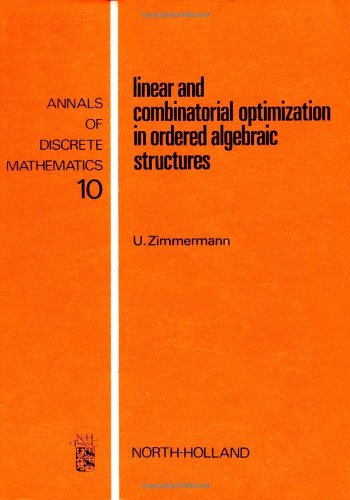 ANNALS
OF
DISCRETE
MATHEMATICS
10
linear and
combinatorial optimization
in ordered algebraic
structures
U. Zimmermann
NORTH-HOLLAND